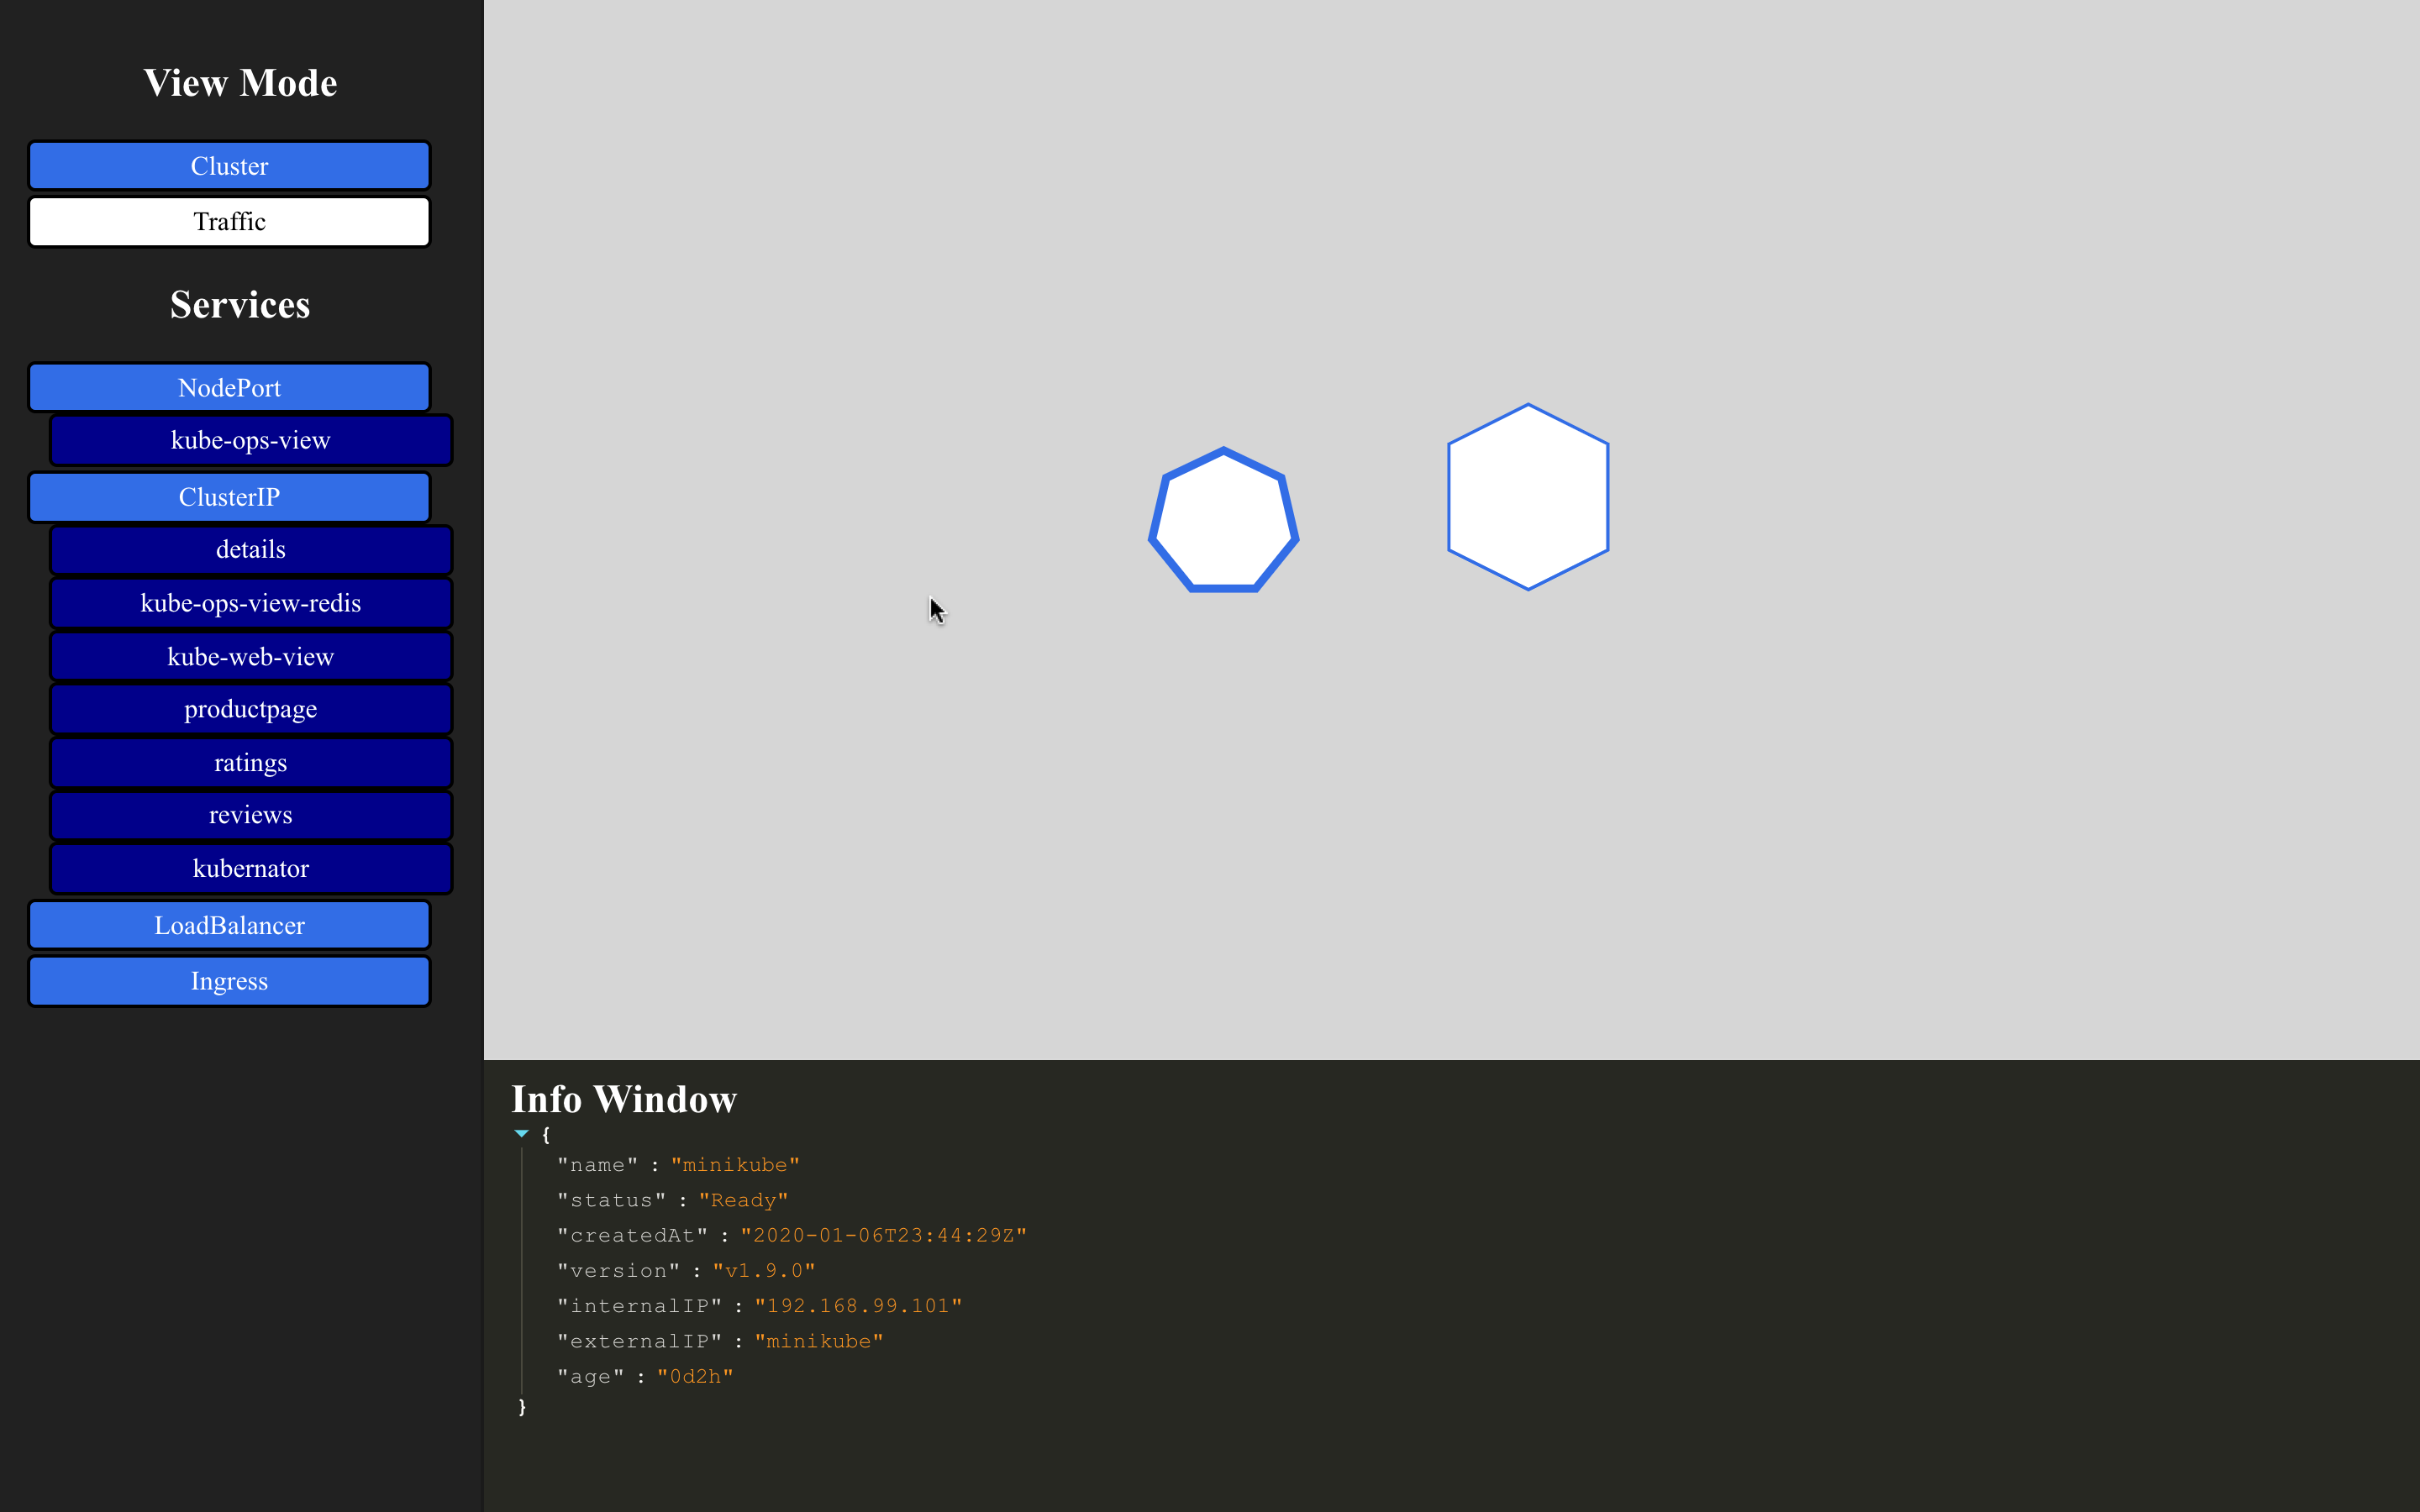 View Mode
Cluster
Traffic
Services
NodePort
kube-ops-view
ClusterIP
details
kube-ops-view-redis
kube-web-view
productpage
ratings
reviews
kubernator
LoadBalancer
Ingress
Info Window
{
"name" : "minikube"
"status" : "Ready"
"createdAt" : "2020-01-06T23:44:29Z"
"version" : "v1.9.0"
"internalIP" : "192.168.99.101"
"externalIP" : "minikube"
"age" : "0d2h"
}